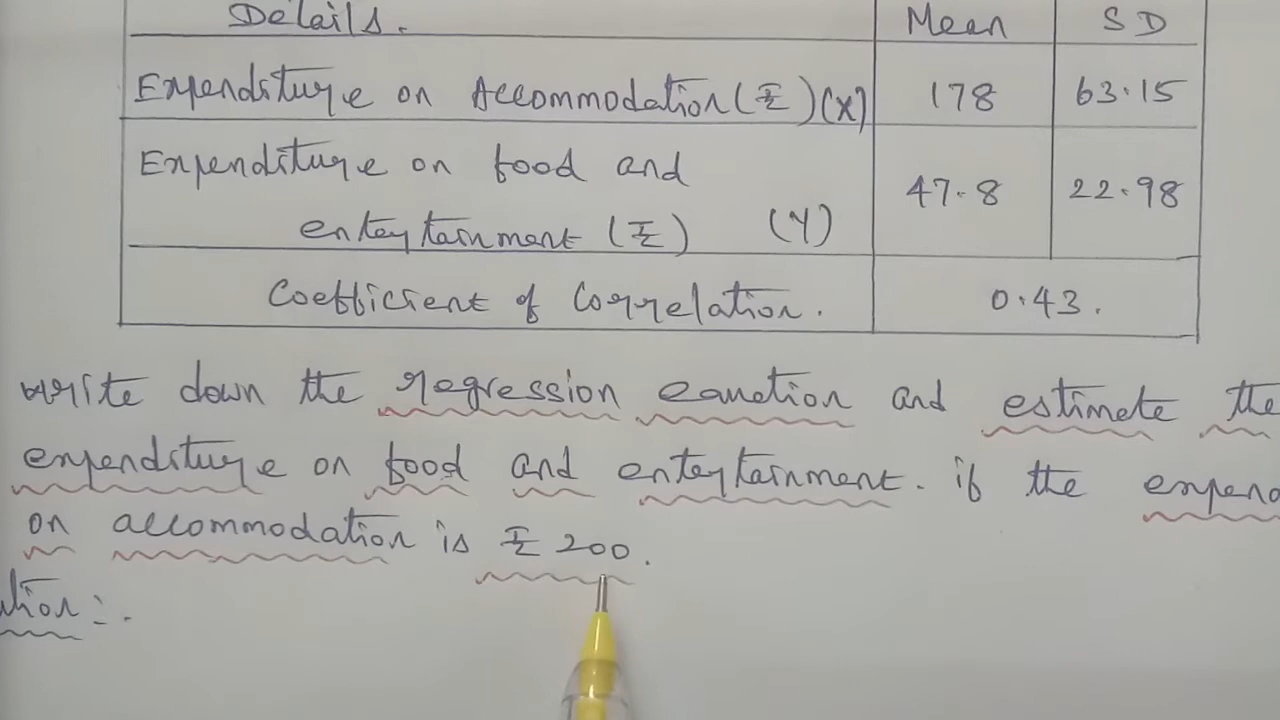 Details. Mean SD
Expenditure on Accommodation (₹) (X) 178 63.15
Expenditure on food and
entertainment (₹) (Y) 47.8 22.98
Coefficient of Correlation. 0.43.
write down the regression equation and estimate the
expenditure on food and entertainment. if the expend
on accommodation is ₹ 200.
ution:-.